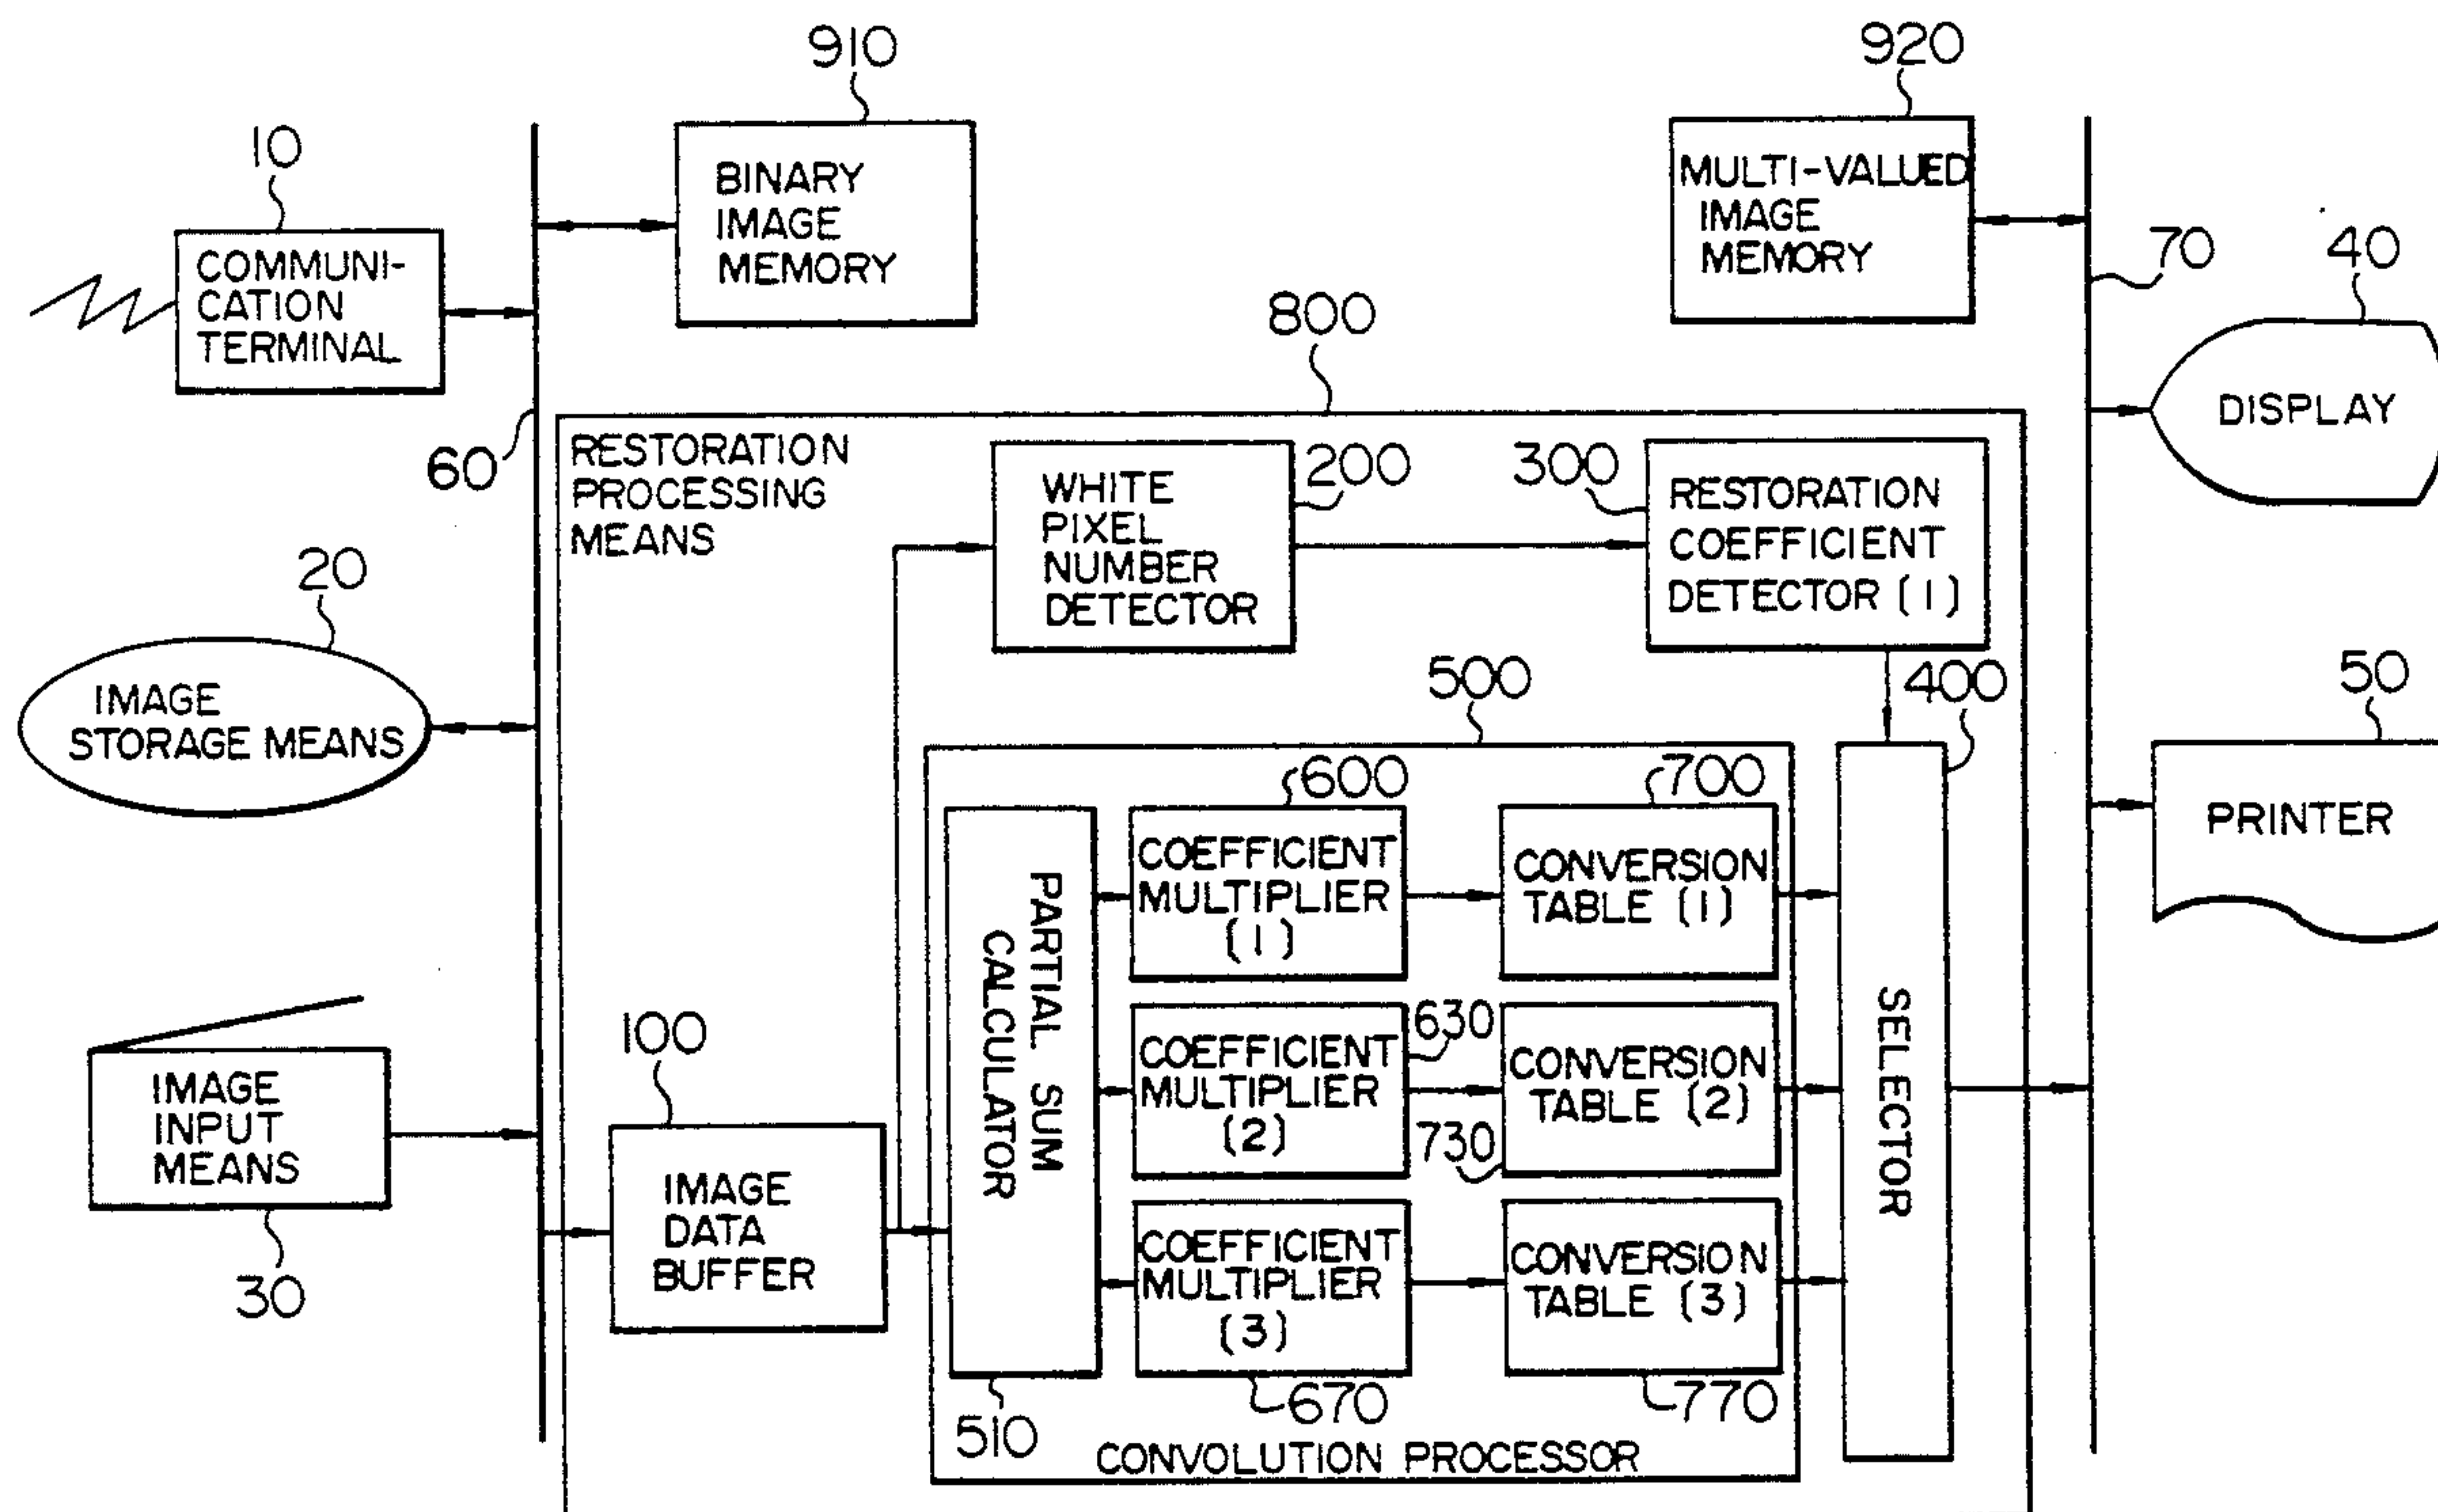 910
920
10
BINARY
IMAGE
MEMORY
MULTI-VALUED
IMAGE
MEMORY
COMMUNI-
CATION
TERMINAL
70
40
800
DISPLAY
60
RESTORATION
PROCESSING
MEANS
WHITE
PIXEL
NUMBER
DETECTOR
200
300
RESTORATION
COEFFICIENT
DETECTOR (1)
20
IMAGE
STORAGE MEANS
500
400
50
600
700
PARTIAL SUM
CALCULATOR
COEFFICIENT
MULTIPLIER
(1)
CONVERSION
TABLE (1)
PRINTER
SELECTOR
630
COEFFICIENT
MULTIPLIER
(2)
730
CONVERSION
TABLE (2)
100
IMAGE
INPUT
MEANS
30
IMAGE
DATA
BUFFER
COEFFICIENT
MULTIPLIER
(3)
CONVERSION
TABLE (3)
510
670
770
CONVOLUTION PROCESSOR